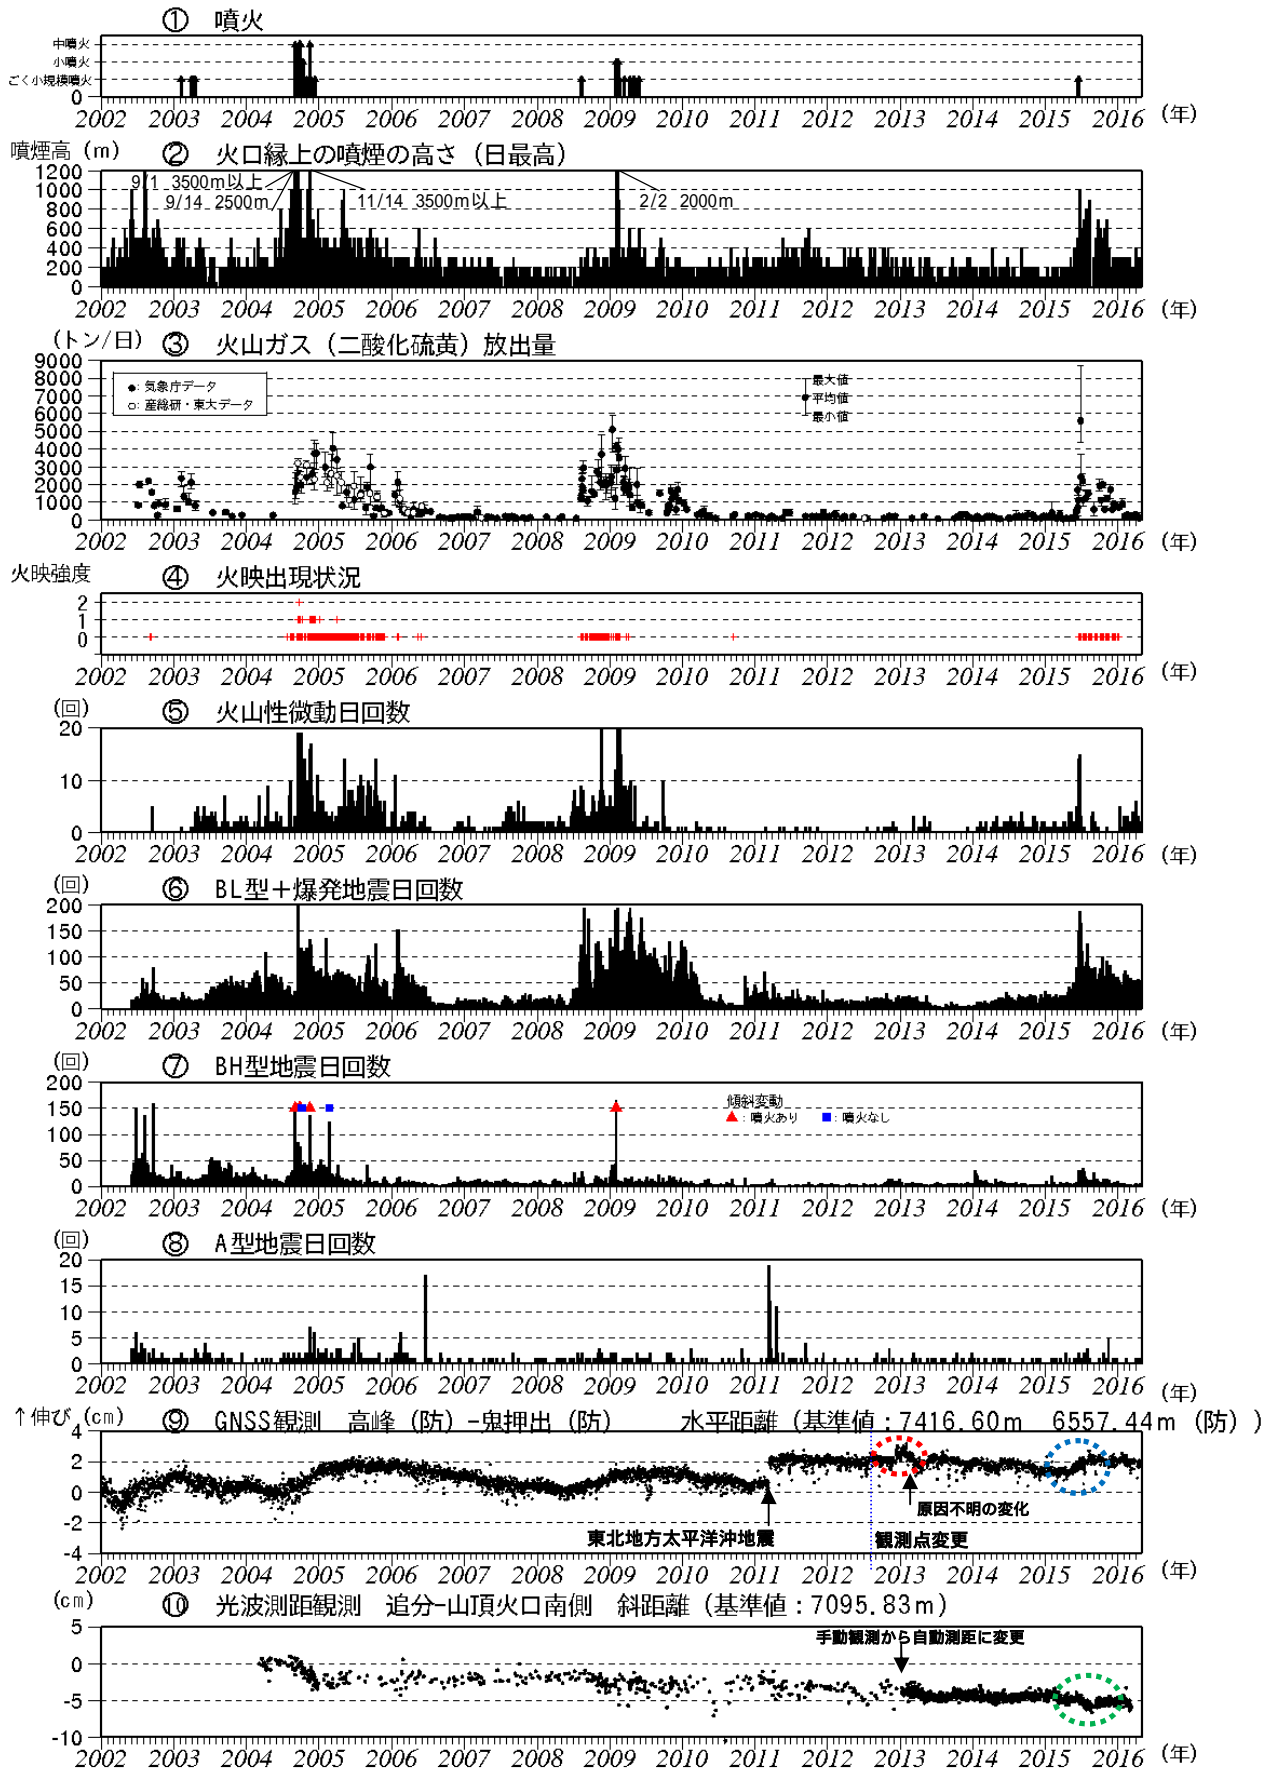 ① 噴火
中噴火
小噴火
ごく小規模噴火
0
2002 2003 2004 2005 2006 2007 2008 2009 2010 2011 2012 2013 2014 2015 2016 (年)
噴煙高 (m) ② 火口縁上の噴煙の高さ (日最高)
1200
1000
800
600
400
200
0
9/1 3500m以上
9/14 2500m
11/14 3500m以上
2/2 2000m
2002 2003 2004 2005 2006 2007 2008 2009 2010 2011 2012 2013 2014 2015 2016 (年)
(トン/日) ③ 火山ガス (二酸化硫黄) 放出量
9000
8000
7000
6000
5000
4000
3000
2000
1000
0
●: 気象庁データ
○: 産総研・東大データ
最大値
平均値
最小値
2002 2003 2004 2005 2006 2007 2008 2009 2010 2011 2012 2013 2014 2015 2016 (年)
火映強度 ④ 火映出現状況
2
1
0
2002 2003 2004 2005 2006 2007 2008 2009 2010 2011 2012 2013 2014 2015 2016 (年)
(回) ⑤ 火山性微動日回数
20
10
0
2002 2003 2004 2005 2006 2007 2008 2009 2010 2011 2012 2013 2014 2015 2016 (年)
(回) ⑥ BL型+爆発地震日回数
200
150
100
50
0
2002 2003 2004 2005 2006 2007 2008 2009 2010 2011 2012 2013 2014 2015 2016 (年)
(回) ⑦ BH型地震日回数
200
150
100
50
0
傾斜変動
▲: 噴火あり ■: 噴火なし
2002 2003 2004 2005 2006 2007 2008 2009 2010 2011 2012 2013 2014 2015 2016 (年)
(回) ⑧ A型地震日回数
20
15
10
5
0
2002 2003 2004 2005 2006 2007 2008 2009 2010 2011 2012 2013 2014 2015 2016 (年)
↑伸び (cm) ⑨ GNSS観測 高峰 (防) -鬼押出 (防) 水平距離 (基準値:7416.60m 6557.44m (防) )
4
2
0
-2
-4
東北地方太平洋沖地震
観測点変更
原因不明の変化
2002 2003 2004 2005 2006 2007 2008 2009 2010 2011 2012 2013 2014 2015 2016 (年)
(cm) ⑩ 光波測距観測 追分-山頂火口南側 斜距離 (基準値:7095.83m)
5
0
-5
-10
手動観測から自動測距に変更
2002 2003 2004 2005 2006 2007 2008 2009 2010 2011 2012 2013 2014 2015 2016 (年)